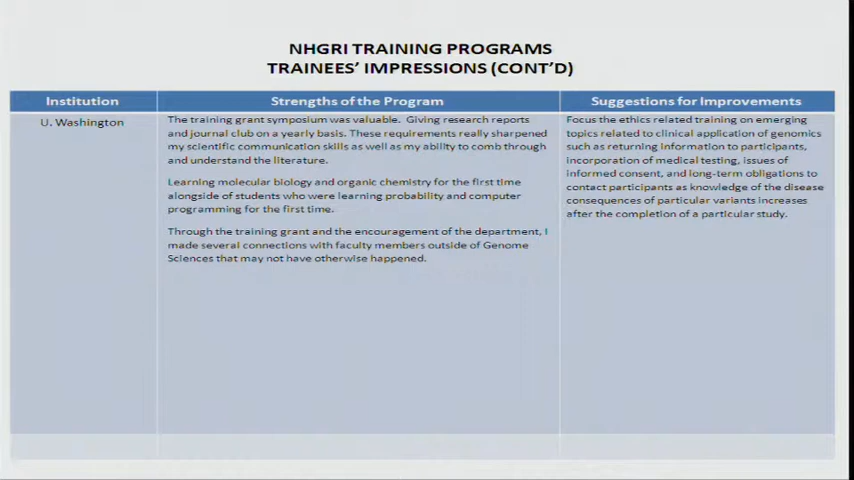 NHGRI TRAINING PROGRAMS
TRAINEES' IMPRESSIONS (CONT'D)
Institution
Strengths of the Program
Suggestions for Improvements
U. Washington
The training grant symposium was valuable. Giving research reports
and journal club on a yearly basis. These requirements really sharpened
my scientific communication skills as well as my ability to comb through
and understand the literature.
Learning molecular biology and organic chemistry for the first time
alongside of students who were learning probability and computer
programming for the first time.
Through the training grant and the encouragement of the department, I
made several connections with faculty members outside of Genome
Sciences that may not have otherwise happened.
Focus the ethics related training on emerging
topics related to clinical application of genomics
such as returning information to participants,
incorporation of medical testing, issues of
informed consent, and long-term obligations to
contact participants as knowledge of the disease
consequences of particular variants increases
after the completion of a particular study.